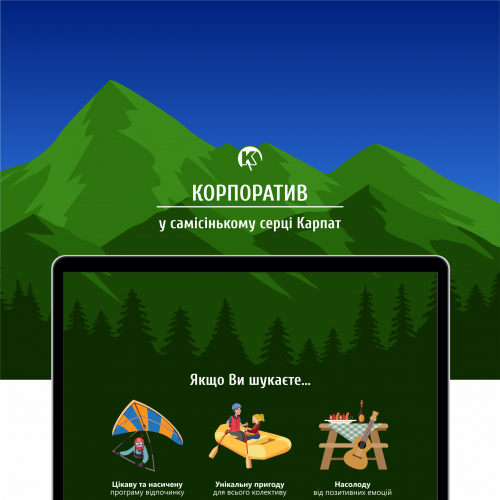 К
КОРПОРАТИВ
у самісінькому серці Карпат
Якщо Ви шукаєте...
Цікаву та насичену
програму відпочинку
Унікальну пригоду
для всього колективу
Насолоду
від позитивних емоцій